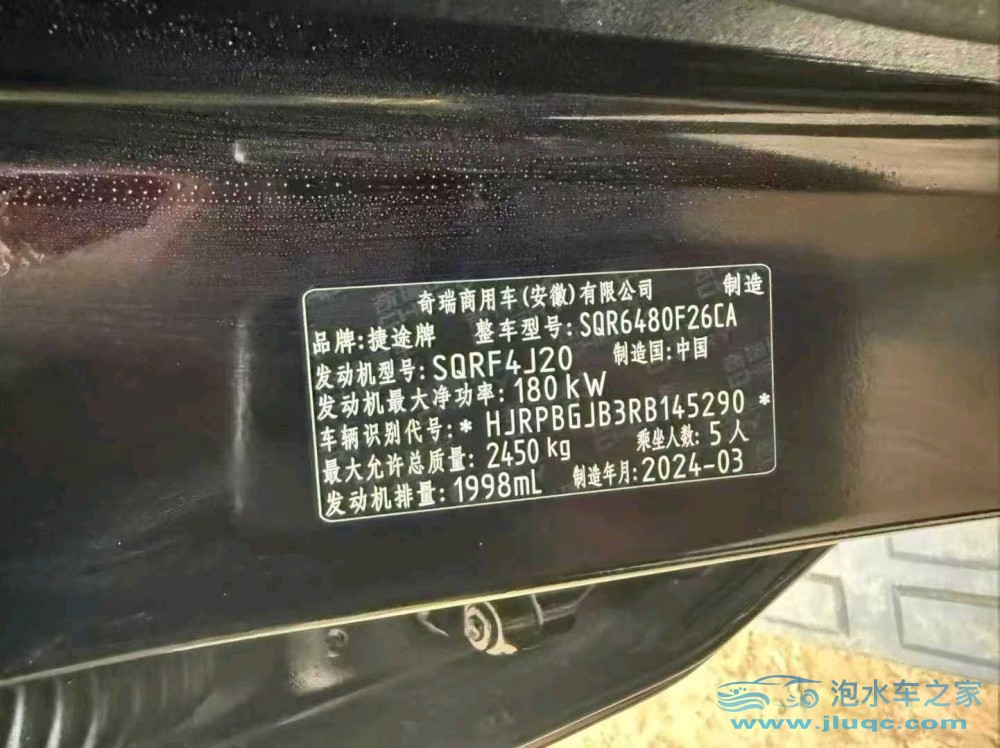 奇瑞商用车(安徽)有限公司 制造
品牌:捷途牌 整车型号:SQR6480F26CA
发动机型号:SQRF4J20 制造国:中国
发动机最大净功率:180kW
车辆识别代号:* HJRPBGJB3RB145290 *
最大允许总质量:2450kg 乘坐人数:5人
发动机排量:1998mL 制造年月:2024-03
泡水车之家
www.jluqc.com